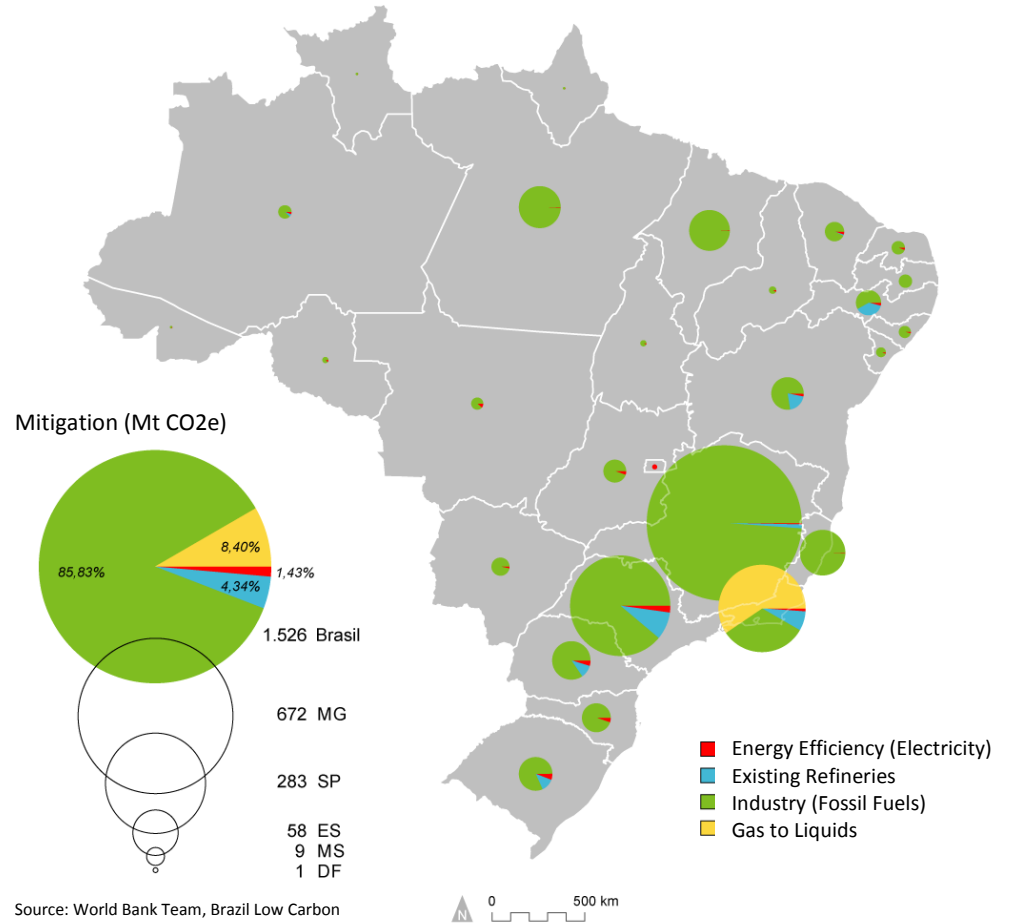 Mitigation (Mt CO2e)
8,40%
85,83%
1,43%
4,34%
1.526 Brasil
672 MG
283 SP
58 ES
9 MS
1 DF
Energy Efficiency (Electricity)
Existing Refineries
Industry (Fossil Fuels)
Gas to Liquids
Source: World Bank Team, Brazil Low Carbon
N
0 500 km